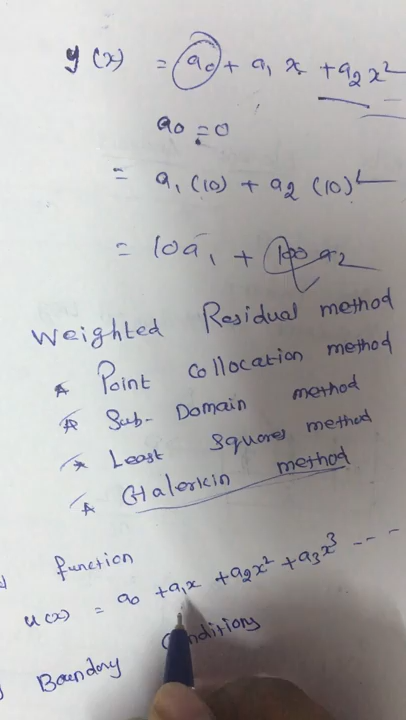 y(x) = a0 + a1 x + a2 x²
a0 = 0
= a1 (10) + a2 (10)²
= 10a1 + 100 a2
Weighted Residual method
* Point collocation method
* Sub-Domain method
* Least Squares method
* Galerkin method
function
u(x) = a0 + a1x + a2x² + a3x³ ---
Boundary Conditions